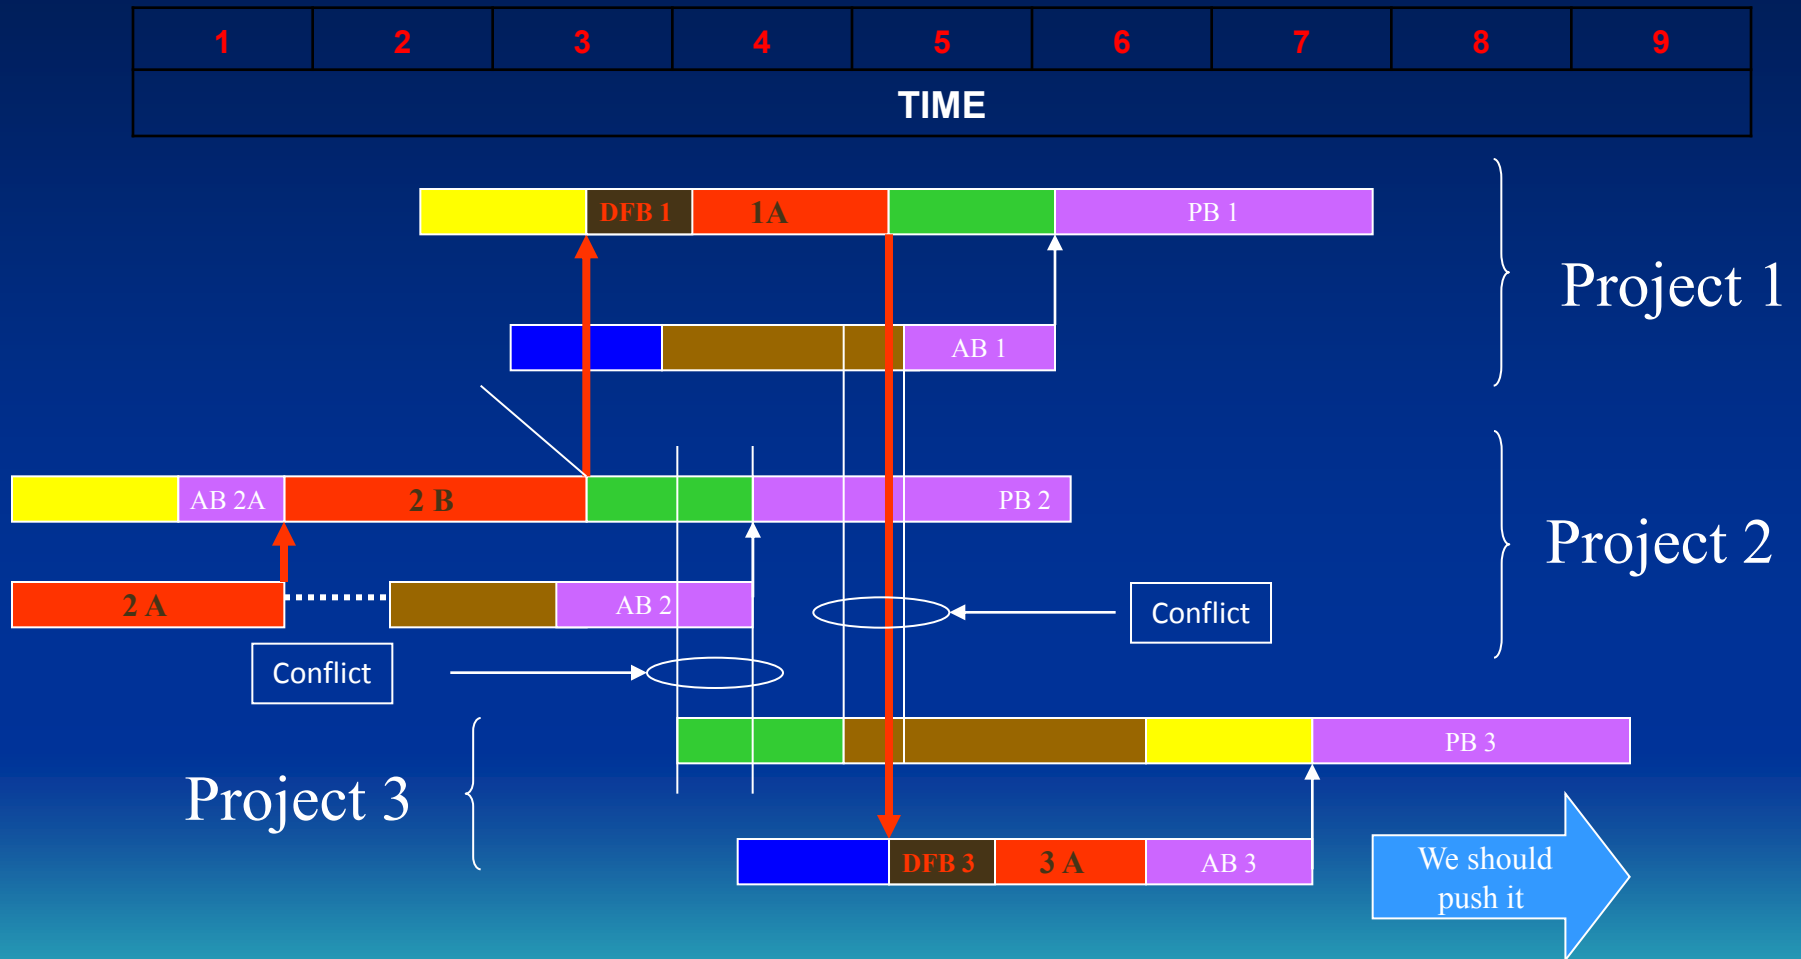 1 2 3 4 5 6 7 8 9
TIME
DFB 1 1A PB 1
Project 1
AB 1
AB 2A 2 B PB 2
Project 2
2 A AB 2 Conflict
Conflict
PB 3
Project 3
DFB 3 3 A AB 3
We should
push it